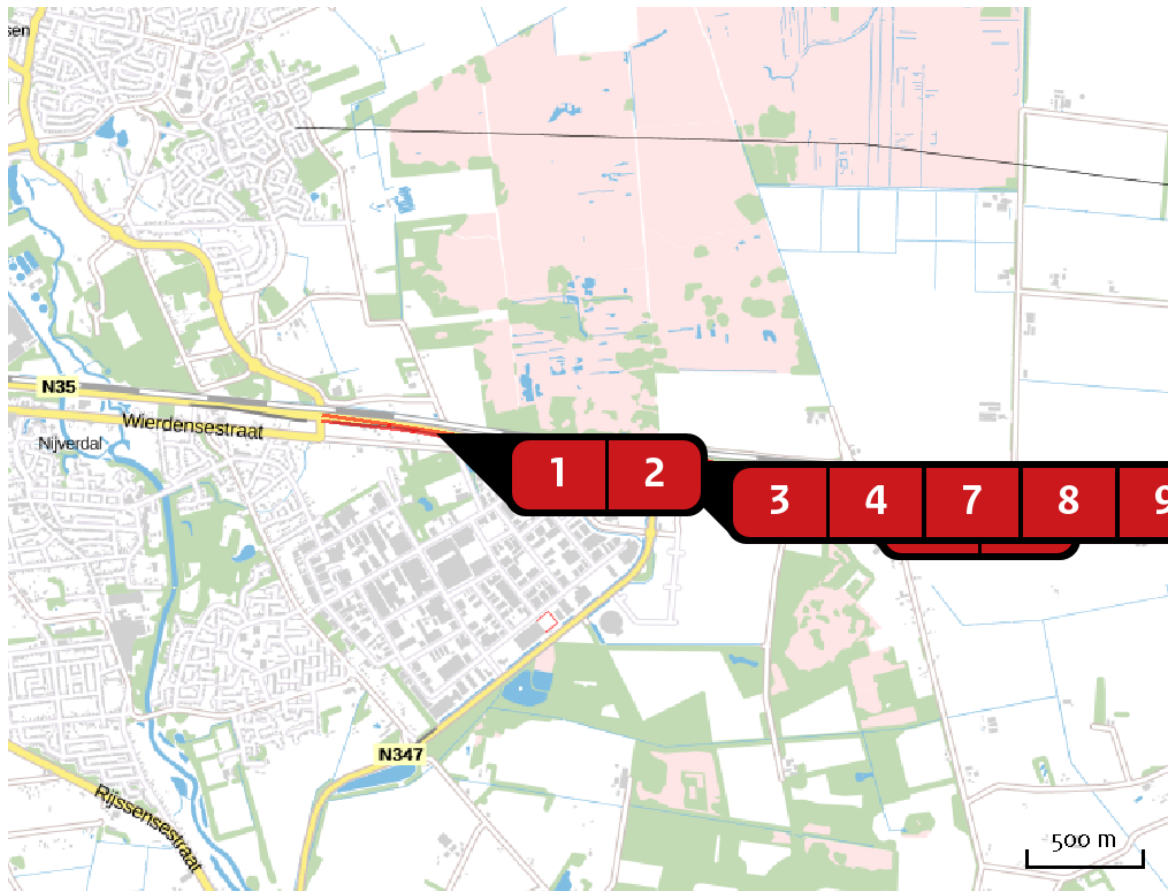 sen
N35
Wierdensestraat
Nijverdal
1 2
3 4 7 8 9
N347
Rijssensestraat
500 m